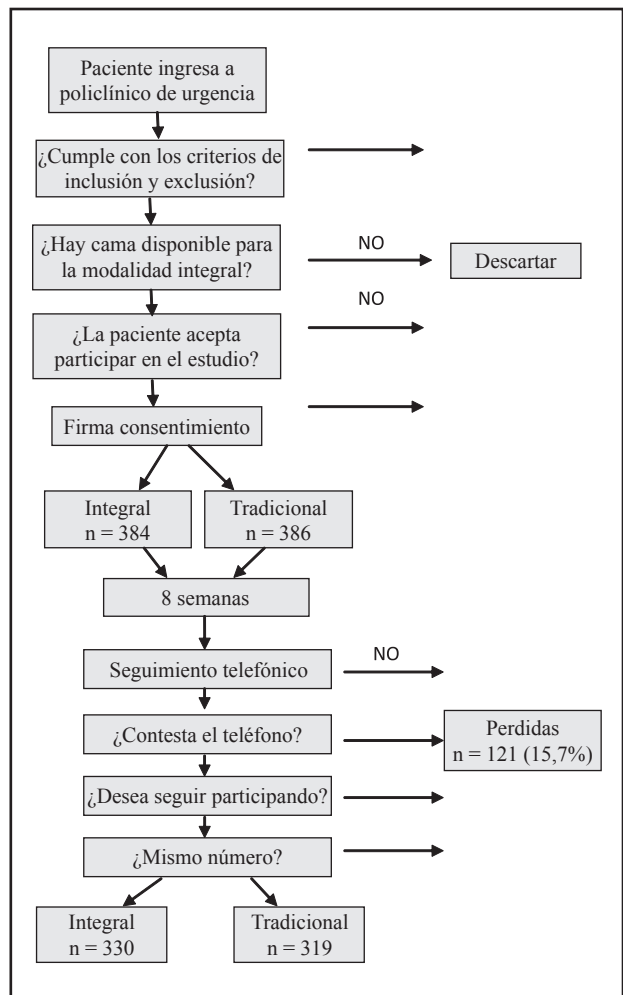 Paciente ingresa a
policlínico de urgencia
¿Cumple con los criterios de
inclusión y exclusión?
¿Hay cama disponible para
la modalidad integral?
NO
Descartar
NO
¿La paciente acepta
participar en el estudio?
Firma consentimiento
Integral
n = 384
Tradicional
n = 386
8 semanas
Seguimiento telefónico
NO
¿Contesta el teléfono?
Perdidas
n = 121 (15,7%)
¿Desea seguir participando?
¿Mismo número?
Integral
n = 330
Tradicional
n = 319